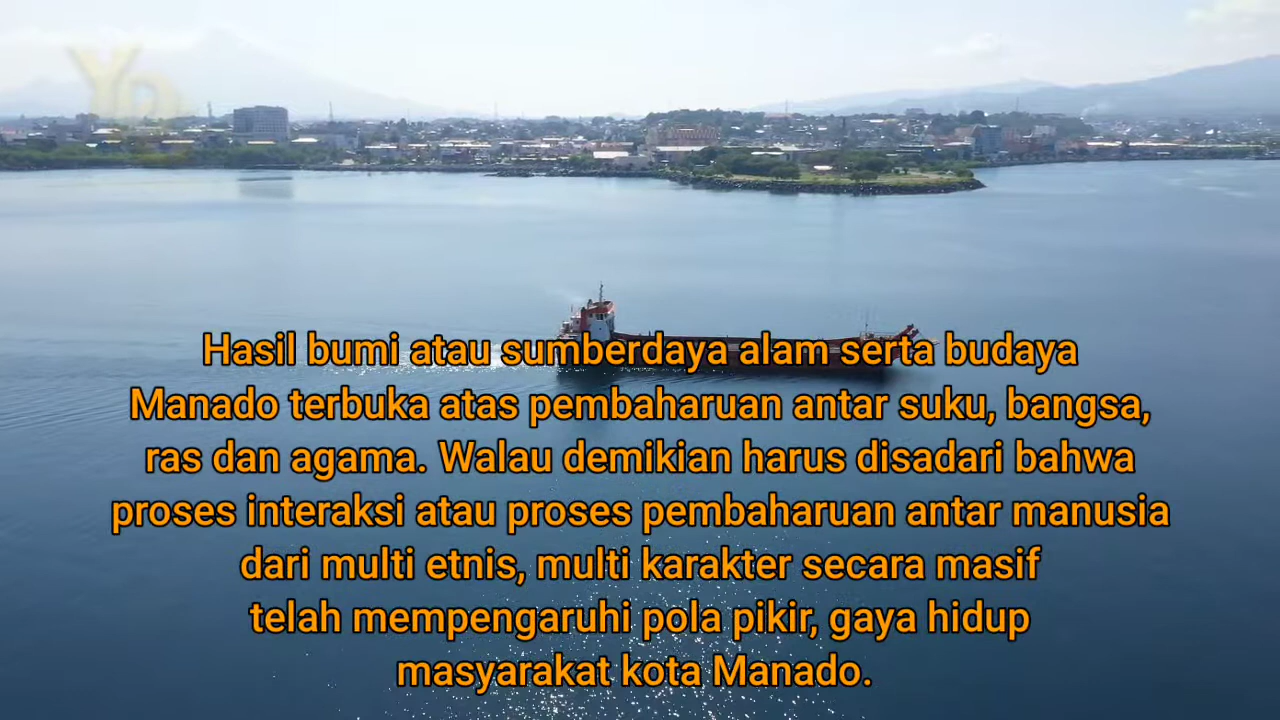 YD
Hasil bumi atau sumberdaya alam serta budaya
Manado terbuka atas pembaharuan antar suku, bangsa,
ras dan agama. Walau demikian harus disadari bahwa
proses interaksi atau proses pembaharuan antar manusia
dari multi etnis, multi karakter secara masif
telah mempengaruhi pola pikir, gaya hidup
masyarakat kota Manado.